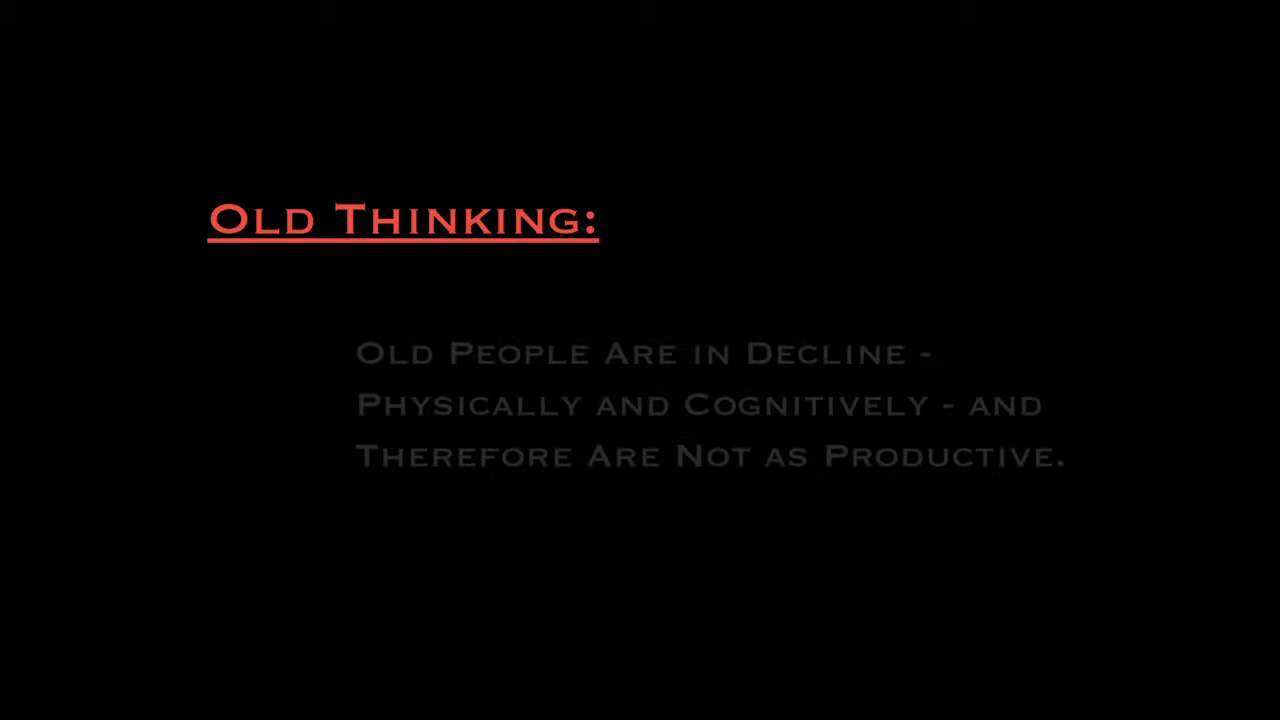 Old Thinking:
Old People Are in Decline -
Physically and Cognitively - and
Therefore Are Not as Productive.